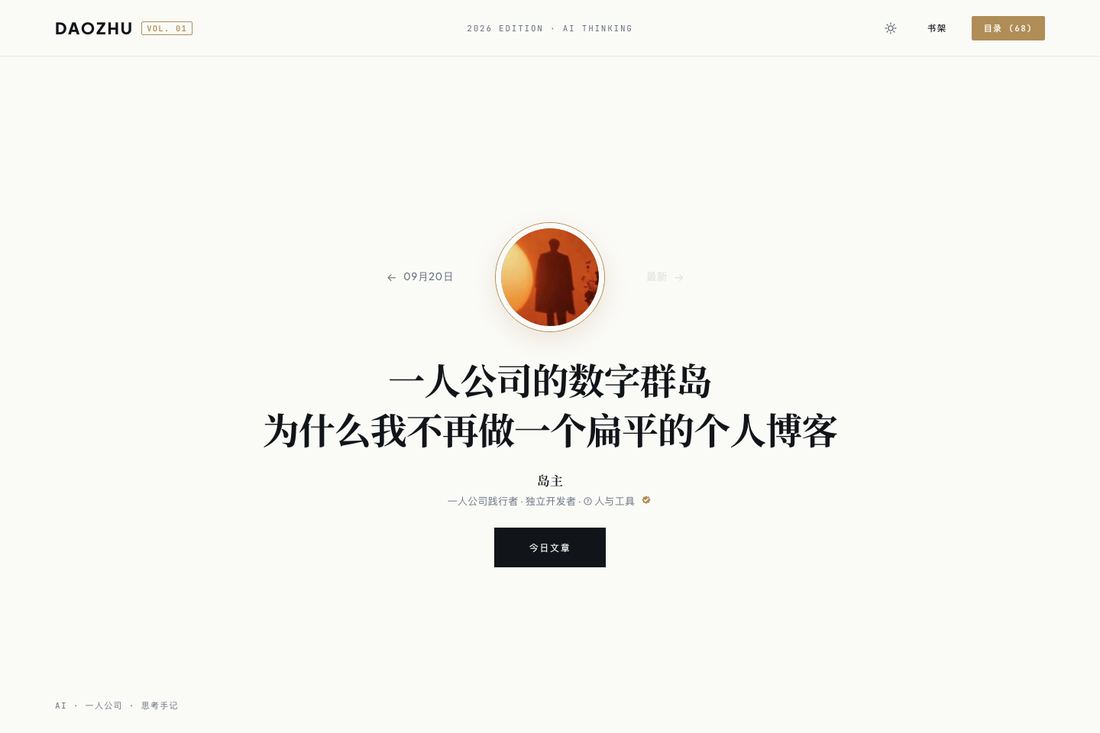 DAOZHU VOL. 01
2026 EDITION · AI THINKING
书架
目录 (68)
← 09月20日
最新 →
一人公司的数字群岛
为什么我不再做一个扁平的个人博客
岛主
一人公司践行者 · 独立开发者 · 人与工具
今日文章
AI · 一人公司 · 思考手记